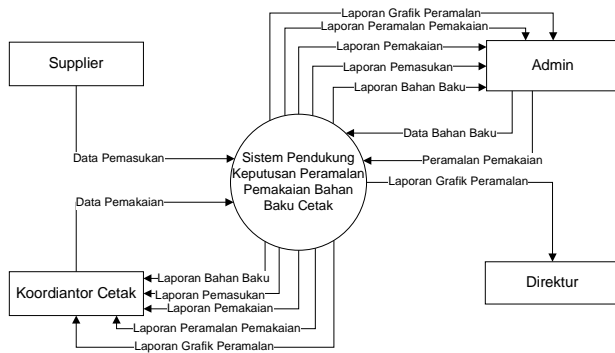 Laporan Grafik Peramalan
Laporan Peramalan Pemakaian
Laporan Pemakaian
Laporan Pemasukan
Laporan Bahan Baku
Supplier
Admin
Data Bahan Baku
Data Pemasukan
Peramalan Pemakaian
Sistem Pendukung
Keputusan Peramalan
Pemakaian Bahan
Baku Cetak
Laporan Grafik Peramalan
Data Pemakaian
Laporan Bahan Baku
Laporan Pemasukan
Laporan Pemakaian
Koordiantor Cetak
Direktur
Laporan Peramalan Pemakaian
Laporan Grafik Peramalan